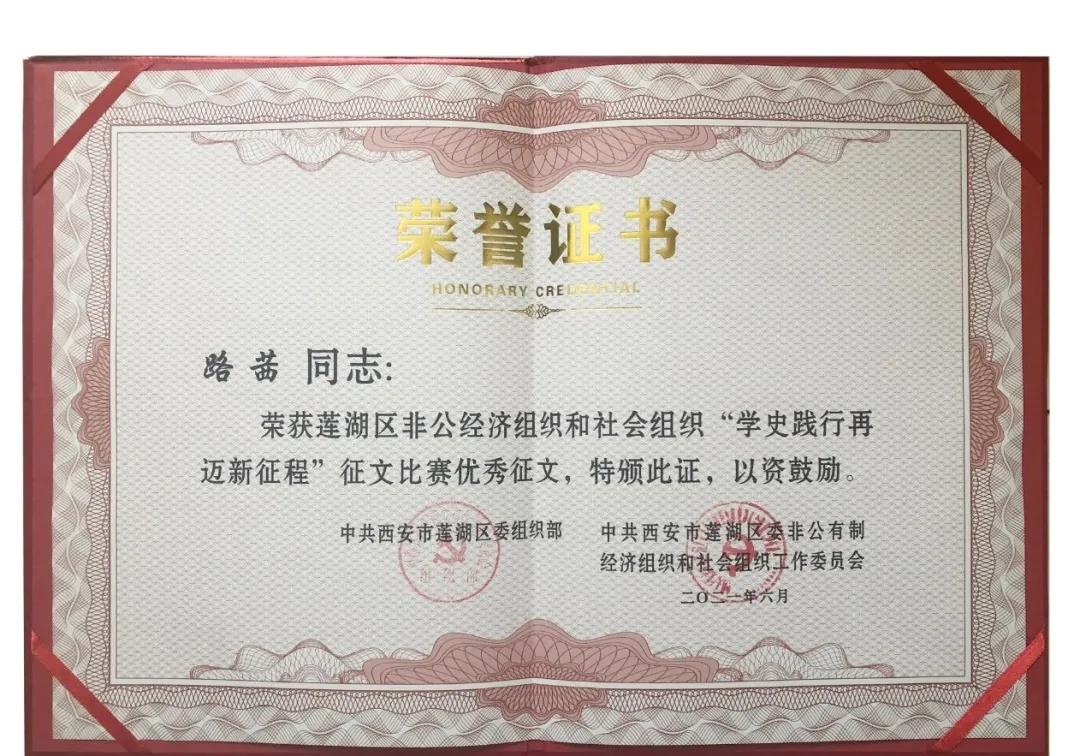 荣誉证书
HONORARY CREDENTIAL
路茜 同志:
荣获莲湖区非公经济组织和社会组织“学史践行再
迈新征程”征文比赛优秀征文，特颁此证，以资鼓励。
中共西安市莲湖区委组织部
中共西安市莲湖区委非公有制
经济组织和社会组织工作委员会
二〇二一年六月